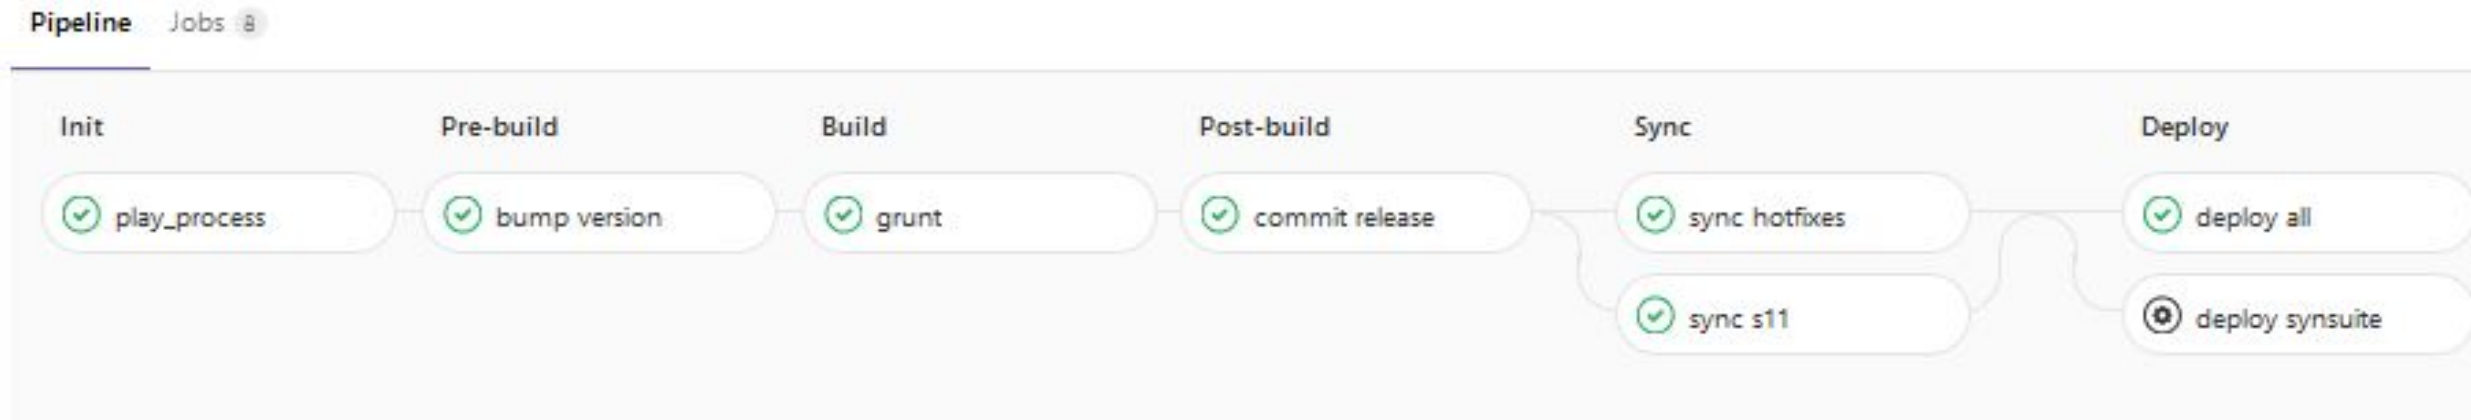 Pipeline Jobs 8
Init Pre-build Build Post-build Sync Deploy
play_process bump version grunt commit release sync hotfixes deploy all
sync s11 deploy synsuite